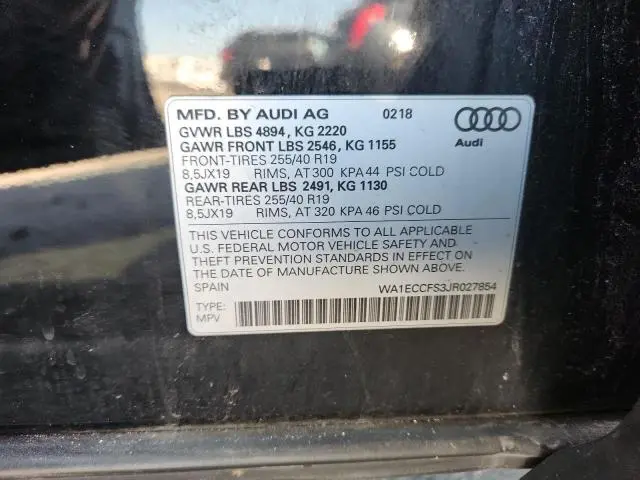 MFD. BY AUDI AG 0218
GVWR LBS 4894, KG 2220
GAWR FRONT LBS 2546, KG 1155
FRONT-TIRES 255/40 R19
8,5JX19 RIMS, AT 300 KPA 44 PSI COLD
GAWR REAR LBS 2491, KG 1130
REAR-TIRES 255/40 R19
8,5JX19 RIMS, AT 320 KPA 46 PSI COLD
Audi
THIS VEHICLE CONFORMS TO ALL APPLICABLE
U.S. FEDERAL MOTOR VEHICLE SAFETY AND
THEFT PREVENTION STANDARDS IN EFFECT ON
THE DATE OF MANUFACTURE SHOWN ABOVE.
SPAIN WA1ECCFS3JR027854
TYPE:
MPV